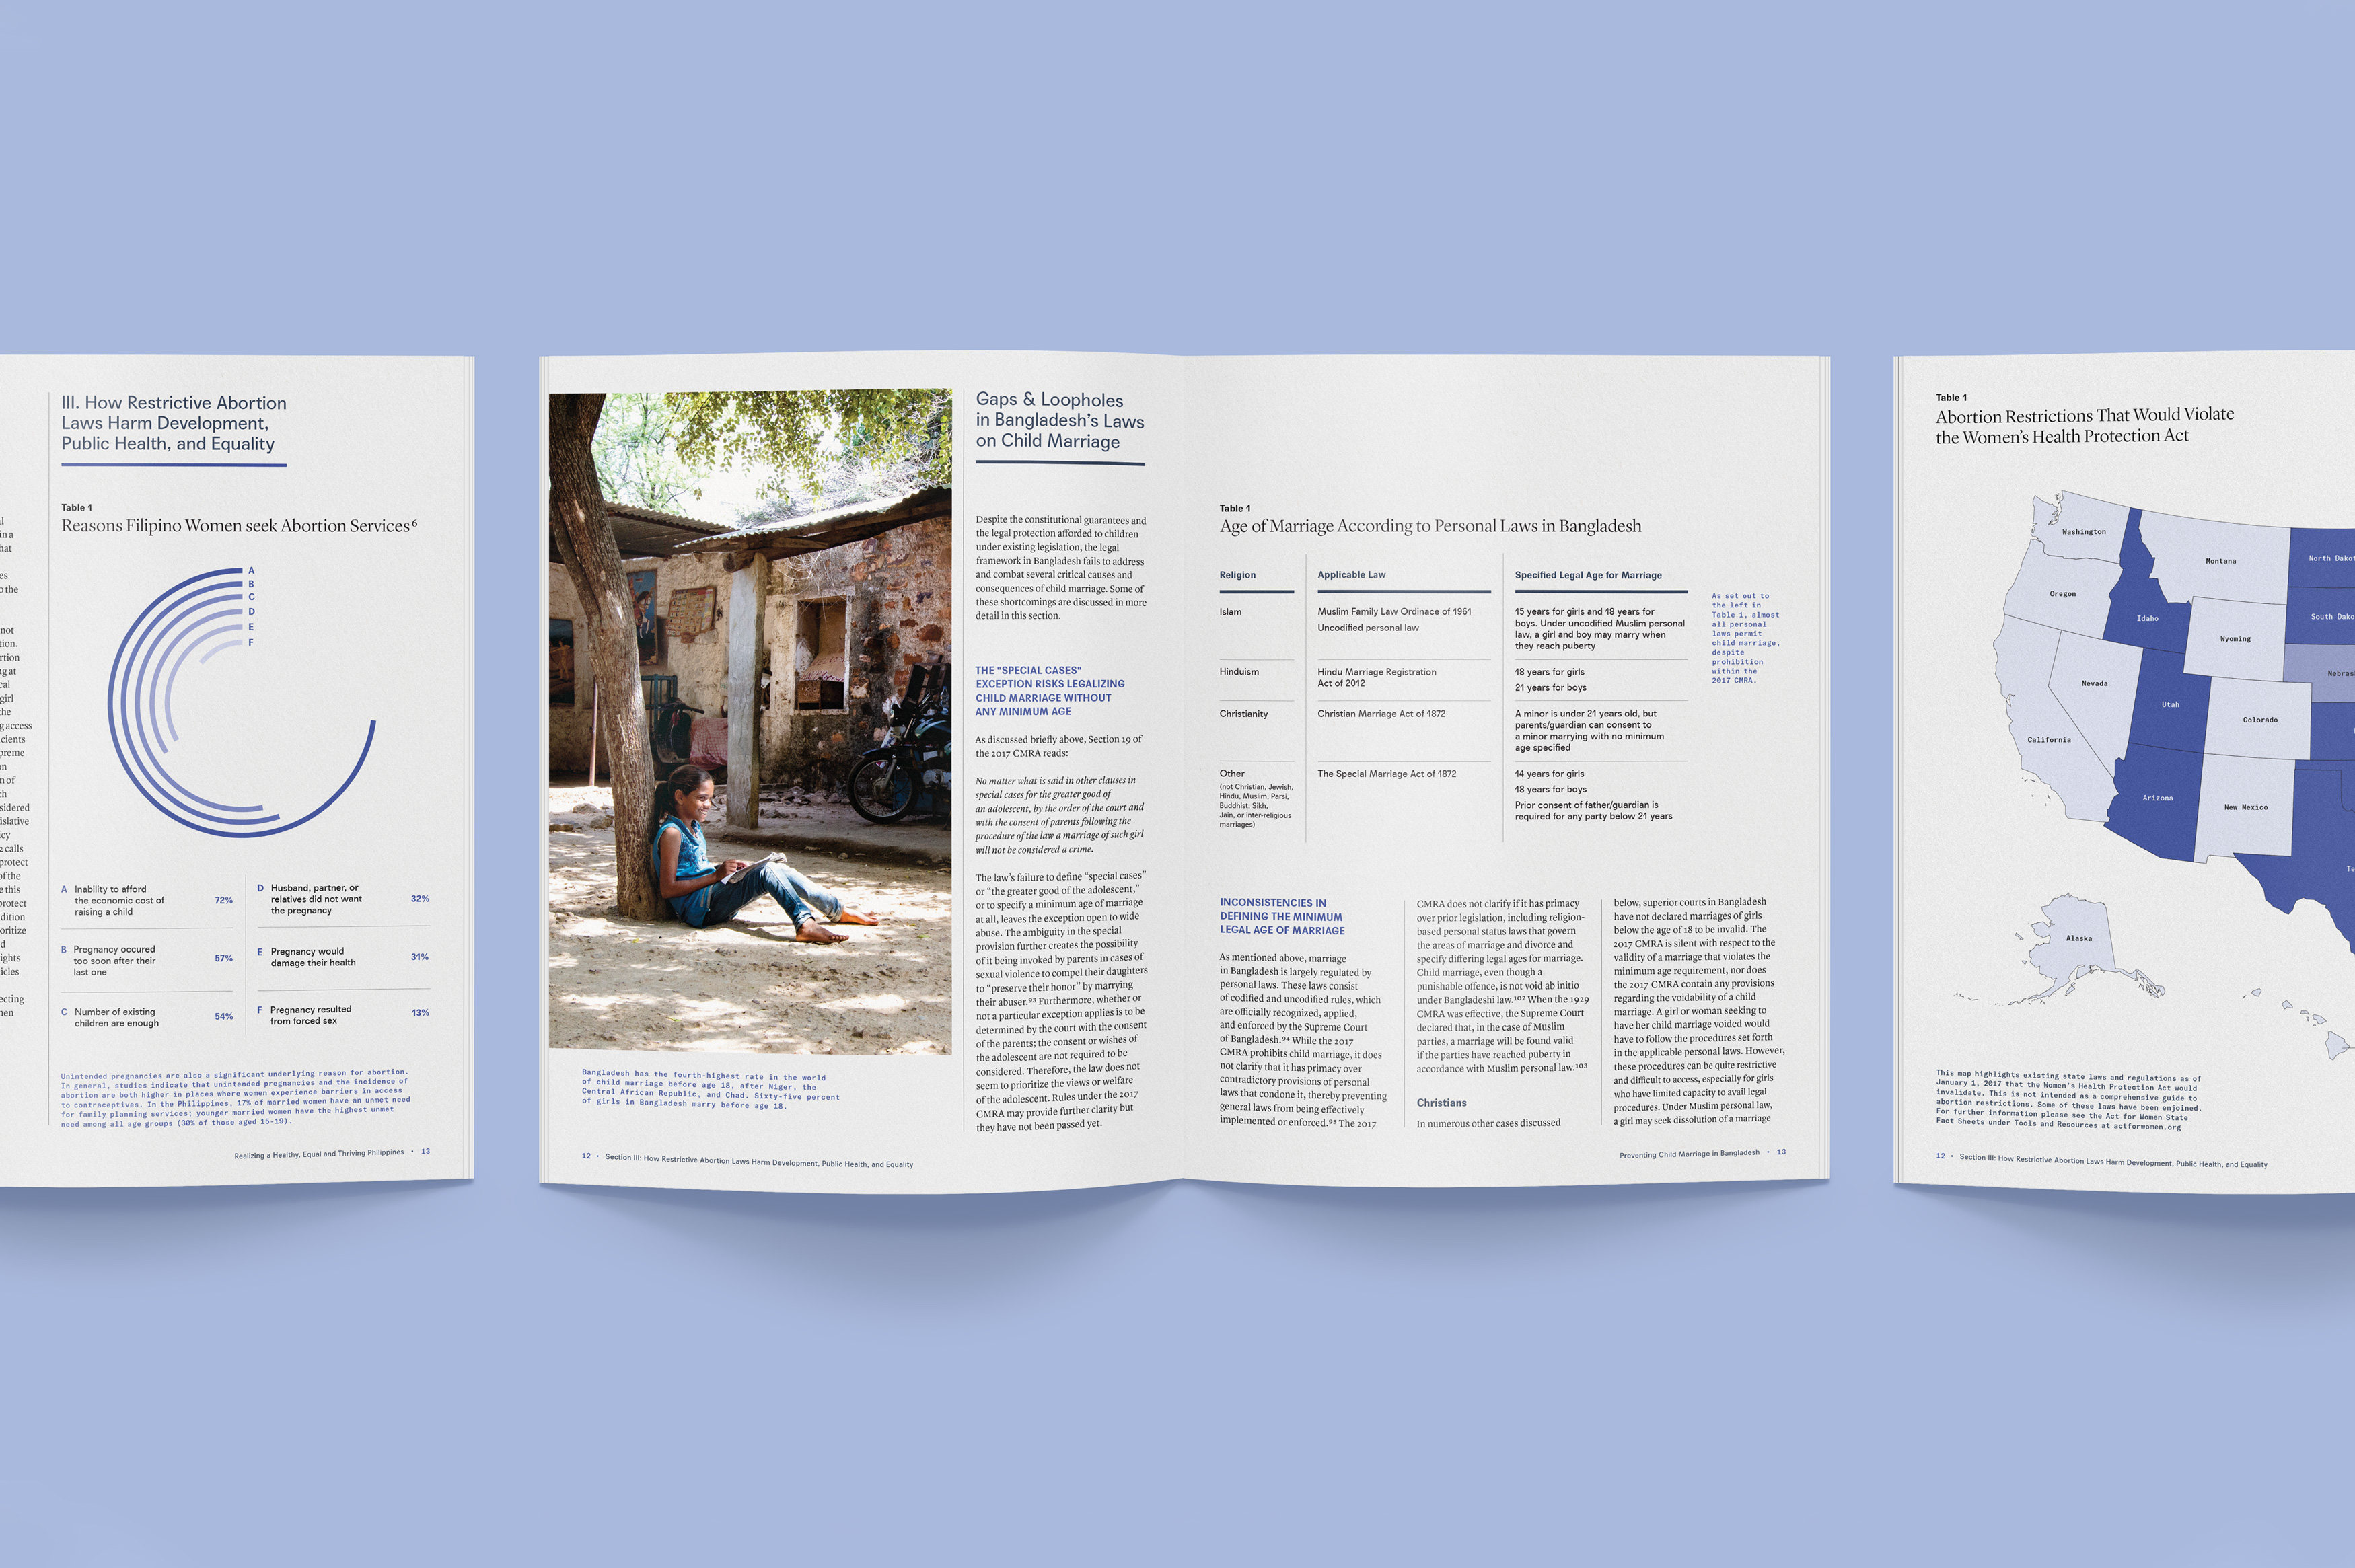 III. How Restrictive Abortion
Laws Harm Development,
Public Health, and Equality
Table 1
Reasons Filipino Women seek Abortion Services⁶
A
B
C
D
E
F
A Inability to afford
the economic cost of
raising a child
72%
B Pregnancy occured
too soon after their
last one
57%
C Number of existing
children are enough
54%
D Husband, partner, or
relatives did not want
the pregnancy
32%
E Pregnancy would
damage their health
31%
F Pregnancy resulted
from forced sex
13%
Unintended pregnancies are also a significant underlying reason for abortion.
In general, studies indicate that unintended pregnancies and the incidence of
abortion are both higher in places where women experience barriers in access
to contraceptives. In the Philippines, 17% of married women have an unmet need
for family planning services; younger married women have the highest unmet
need among all age groups (30% of those aged 15-19).
Realizing a Healthy, Equal and Thriving Philippines • 13
Bangladesh has the fourth-highest rate in the world
of child marriage before age 18, after Niger, the
Central African Republic, and Chad. Sixty-five percent
of girls in Bangladesh marry before age 18.
12 • Section III: How Restrictive Abortion Laws Harm Development, Public Health, and Equality
Gaps & Loopholes
in Bangladesh's Laws
on Child Marriage
Despite the constitutional guarantees and
the legal protection afforded to children
under existing legislation, the legal
framework in Bangladesh fails to address
and combat several critical causes and
consequences of child marriage. Some of
these shortcomings are discussed in more
detail in this section.
THE "SPECIAL CASES"
EXCEPTION RISKS LEGALIZING
CHILD MARRIAGE WITHOUT
ANY MINIMUM AGE
As discussed briefly above, Section 19 of
the 2017 CMRA reads:
No matter what is said in other clauses in
special cases for the greater good of
an adolescent, by the order of the court and
with the consent of parents following the
procedure of the law a marriage of such girl
will not be considered a crime.
The law's failure to define “special cases”
or “the greater good of the adolescent,”
or to specify a minimum age of marriage
at all, leaves the exception open to wide
abuse. The ambiguity in the special
provision further creates the possibility
of it being invoked by parents in cases of
sexual violence to compel their daughters
to “preserve their honor” by marrying
their abuser.⁹³ Furthermore, whether or
not a particular exception applies is to be
determined by the court with the consent
of the parents; the consent or wishes of
the adolescent are not required to be
considered. Therefore, the law does not
seem to prioritize the views or welfare
of the adolescent. Rules under the 2017
CMRA may provide further clarity but
they have not been passed yet.
Table 1
Age of Marriage According to Personal Laws in Bangladesh
Religion
Applicable Law
Specified Legal Age for Marriage
Islam
Muslim Family Law Ordinace of 1961
Uncodified personal law
15 years for girls and 18 years for
boys. Under uncodified Muslim personal
law, a girl and boy may marry when
they reach puberty
Hinduism
Hindu Marriage Registration
Act of 2012
18 years for girls
21 years for boys
Christianity
Christian Marriage Act of 1872
A minor is under 21 years old, but
parents/guardian can consent to
a minor marrying with no minimum
age specified
Other
(not Christian, Jewish,
Hindu, Muslim, Parsi,
Buddhist, Sikh,
Jain, or inter-religious
marriages)
The Special Marriage Act of 1872
14 years for girls
18 years for boys
Prior consent of father/guardian is
required for any party below 21 years
As set out to
the left in
Table 1, almost
all personal
laws permit
child marriage,
despite
prohibition
within the
2017 CMRA.
INCONSISTENCIES IN
DEFINING THE MINIMUM
LEGAL AGE OF MARRIAGE
As mentioned above, marriage
in Bangladesh is largely regulated by
personal laws. These laws consist
of codified and uncodified rules, which
are officially recognized, applied,
and enforced by the Supreme Court
of Bangladesh.⁹⁴ While the 2017
CMRA prohibits child marriage, it does
not clarify that it has primacy over
contradictory provisions of personal
laws that condone it, thereby preventing
general laws from being effectively
implemented or enforced.⁹⁵ The 2017
CMRA does not clarify if it has primacy
over prior legislation, including religion-
based personal status laws that govern
the areas of marriage and divorce and
specify differing legal ages for marriage.
Child marriage, even though a
punishable offence, is not void ab initio
under Bangladeshi law.¹⁰² When the 1929
CMRA was effective, the Supreme Court
declared that, in the case of Muslim
parties, a marriage will be found valid
if the parties have reached puberty in
accordance with Muslim personal law.¹⁰³
Christians
In numerous other cases discussed
below, superior courts in Bangladesh
have not declared marriages of girls
below the age of 18 to be invalid. The
2017 CMRA is silent with respect to the
validity of a marriage that violates the
minimum age requirement, nor does
the 2017 CMRA contain any provisions
regarding the voidability of a child
marriage. A girl or woman seeking to
have her child marriage voided would
have to follow the procedures set forth
in the applicable personal laws. However,
these procedures can be quite restrictive
and difficult to access, especially for girls
who have limited capacity to avail legal
procedures. Under Muslim personal law,
a girl may seek dissolution of a marriage
Preventing Child Marriage in Bangladesh • 13
Table 1
Abortion Restrictions That Would Violate
the Women's Health Protection Act
Washington
Montana
North Dakot
Oregon
Idaho
South Dako
Wyoming
Nebras
Nevada
Utah
Colorado
California
Arizona
New Mexico
Te
Alaska
This map highlights existing state laws and regulations as of
January 1, 2017 that the Women's Health Protection Act would
invalidate. This is not intended as a comprehensive guide to
abortion restrictions. Some of these laws have been enjoined.
For further information please see the Act for Women State
Fact Sheets under Tools and Resources at actforwomen.org
12 • Section III: How Restrictive Abortion Laws Harm Development, Public Health, and Equality